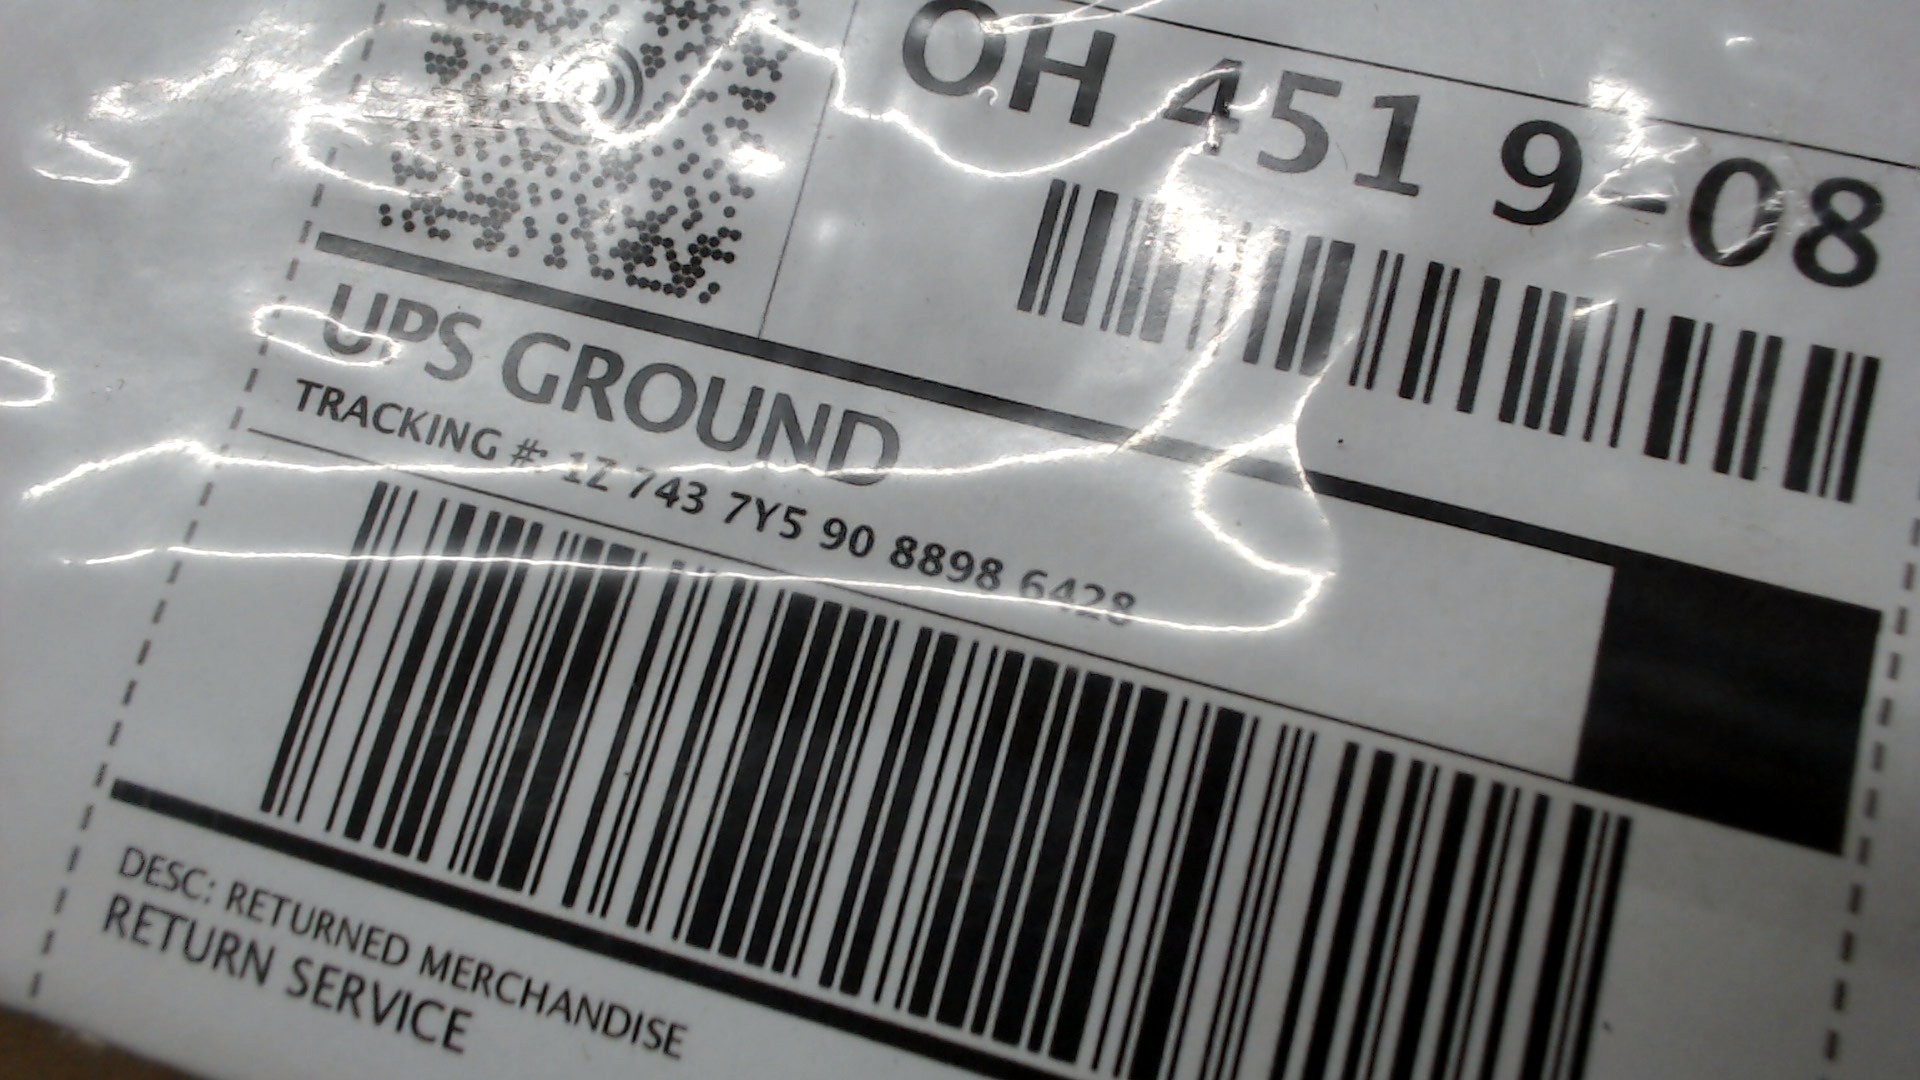 OH 451 9-08
UPS GROUND
TRACKING #: 1Z 743 7Y5 90 8898 6428
DESC: RETURNED MERCHANDISE
RETURN SERVICE